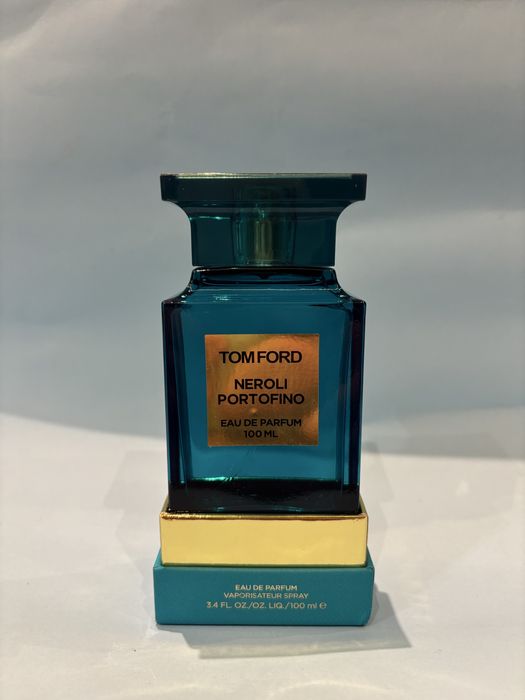 TOM FORD
NEROLI
PORTOFINO
EAU DE PARFUM
100 ML
EAU DE PARFUM
VAPORISATEUR SPRAY
3.4 FL. OZ./OZ. LIQ./100 ml ℮